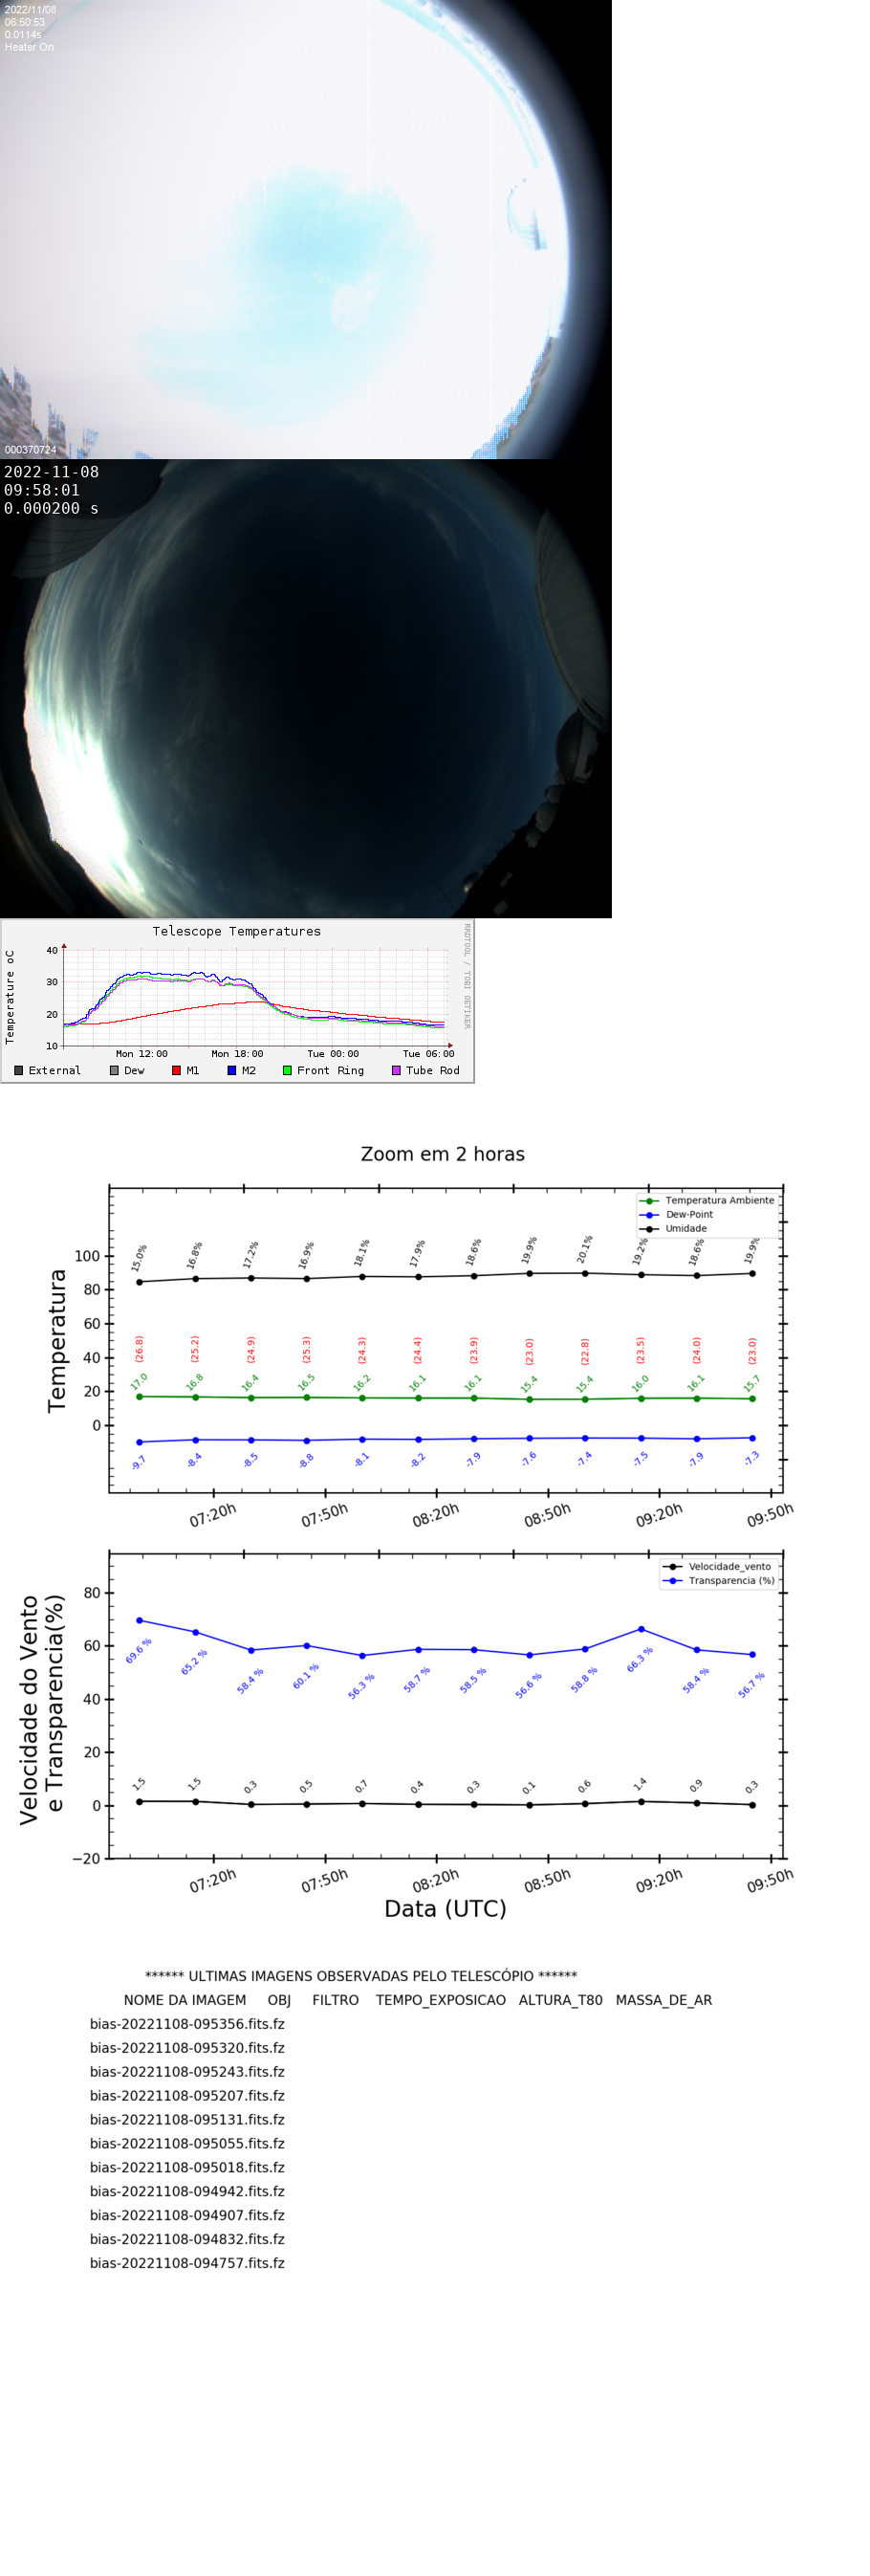 2022/11/08
06:50:53
0.0114s
Heater On
000370724
2022-11-08
09:58:01
0.000200 s
Telescope Temperatures
RRDTOOL / TOBI OETIKER
Temperature oC
40
30
20
10
Mon 12:00 Mon 18:00 Tue 00:00 Tue 06:00
External Dew M1 M2 Front Ring Tube Rod
Zoom em 2 horas
Temperatura Ambiente
Dew-Point
Umidade
Temperatura
100
80
60
40
20
0
15.0% 16.8% 17.2% 16.9% 18.1% 17.9% 18.6% 19.9% 20.1% 19.2% 18.6% 19.9%
(26.8) (25.2) (24.9) (25.3) (24.3) (24.4) (23.9) (23.0) (22.8) (23.5) (24.0) (23.0)
17.0 16.8 16.4 16.5 16.2 16.1 16.1 15.4 15.4 16.0 16.1 15.7
-9.7 -8.4 -8.5 -8.8 -8.1 -8.2 -7.9 -7.6 -7.4 -7.5 -7.9 -7.3
07:20h 07:50h 08:20h 08:50h 09:20h 09:50h
Velocidade_vento
Transparencia (%)
Velocidade do Vento
e Transparencia(%)
80
60
40
20
0
−20
69.6 % 65.2 % 58.4 % 60.1 % 56.3 % 58.7 % 58.5 % 56.6 % 58.8 % 66.3 % 58.4 % 56.7 %
1.5 1.5 0.3 0.5 0.7 0.4 0.3 0.1 0.6 1.4 0.9 0.3
07:20h 07:50h 08:20h 08:50h 09:20h 09:50h
Data (UTC)
****** ULTIMAS IMAGENS OBSERVADAS PELO TELESCÓPIO ******
NOME DA IMAGEM OBJ FILTRO TEMPO_EXPOSICAO ALTURA_T80 MASSA_DE_AR
bias-20221108-095356.fits.fz
bias-20221108-095320.fits.fz
bias-20221108-095243.fits.fz
bias-20221108-095207.fits.fz
bias-20221108-095131.fits.fz
bias-20221108-095055.fits.fz
bias-20221108-095018.fits.fz
bias-20221108-094942.fits.fz
bias-20221108-094907.fits.fz
bias-20221108-094832.fits.fz
bias-20221108-094757.fits.fz